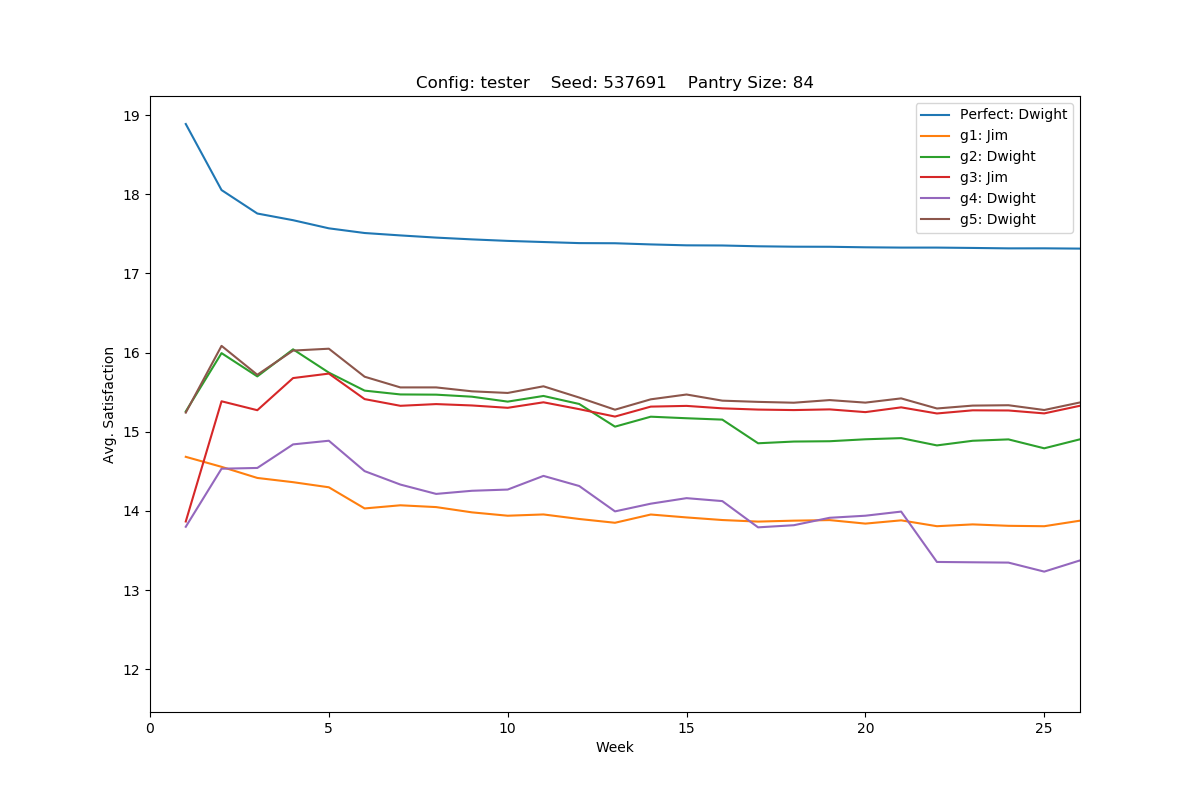 Config: tester    Seed: 537691    Pantry Size: 84
Perfect: Dwight
g1: Jim
g2: Dwight
g3: Jim
g4: Dwight
g5: Dwight
Avg. Satisfaction
19
18
17
16
15
14
13
12
0 5 10 15 20 25
Week